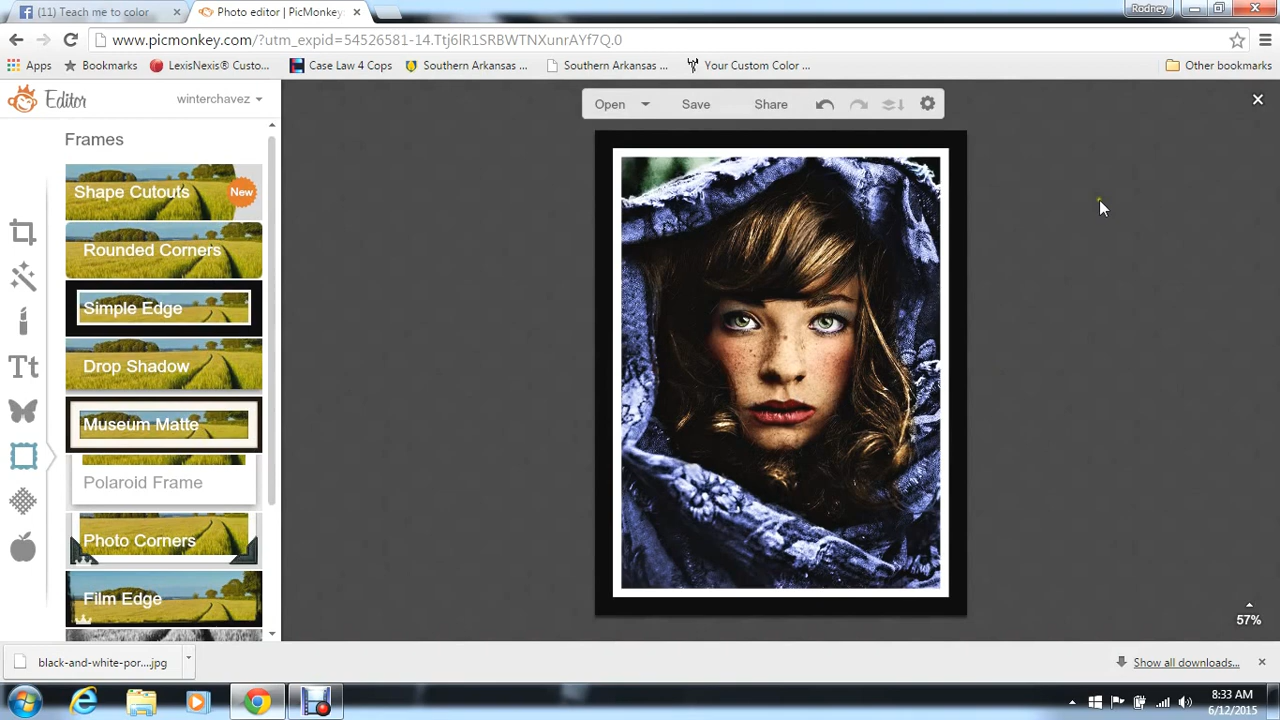 (11) Teach me to color
Photo editor | PicMonkey:
Rodney
www.picmonkey.com/?utm_expid=54526581-14.Ttj6lR1SRBWTNXunrAYf7Q.0
Apps
Bookmarks
LexisNexis® Custo...
Case Law 4 Cops
Southern Arkansas ...
Southern Arkansas ...
Your Custom Color ...
Other bookmarks
Editor
winterchavez
Open
Save
Share
Frames
Shape Cutouts
New
Rounded Corners
Simple Edge
Drop Shadow
Museum Matte
Tt
Polaroid Frame
Photo Corners
Film Edge
57%
black-and-white-por....jpg
Show all downloads...
8:33 AM
6/12/2015